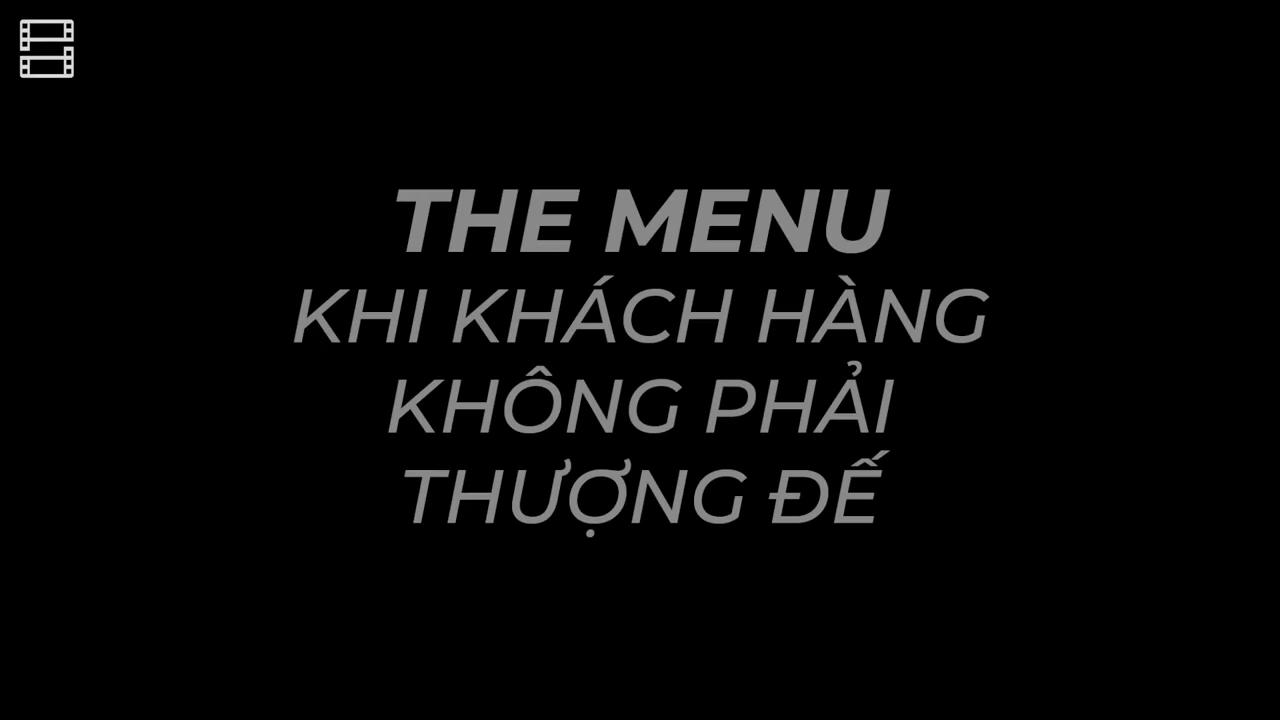 THE MENU
KHI KHÁCH HÀNG
KHÔNG PHẢI
THƯỢNG ĐẾ